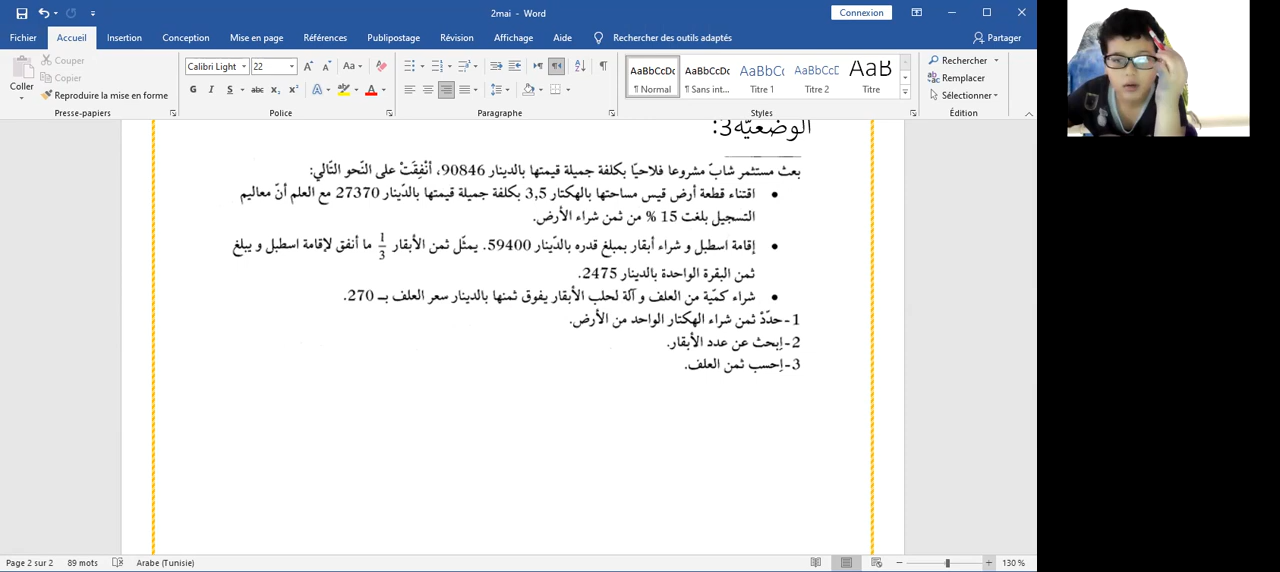 2mai - Word
Connexion
Fichier Accueil Insertion Conception Mise en page Références Publipostage Révision Affichage Aide Rechercher des outils adaptés Partager
Coller
Couper
Copier
Reproduire la mise en forme
Presse-papiers
Calibri Light 22
Police
Paragraphe
AaBbCcDc AaBbCcDc AaBbCc AaBbCcD AaB
¶ Normal ¶ Sans int... Titre 1 Titre 2 Titre
Styles
Rechercher
Remplacer
Sélectionner
Édition
الوضعيّة3:
بعث مستثمر شابّ مشروعا فلاحيّا بكلفة جميلة قيمتها بالدينار 90846، أُنْفِقَتْ على النّحو التّالي:
• اقتناء قطعة أرض قيس مساحتها بالهكتار 3,5 بكلفة جميلة قيمتها بالدّينار 27370 مع العلم أنّ معاليم
التسجيل بلغت 15 % من ثمن شراء الأرض.
• إقامة اسطبل و شراء أبقار بمبلغ قدره بالدّينار 59400. يمثّل ثمن الأبقار 1/3 ما أنفق لإقامة اسطبل و يبلغ
ثمن البقرة الواحدة بالدينار 2475.
• شراء كميّة من العلف و آلة لحلب الأبقار يفوق ثمنها بالدينار سعر العلف بـ 270.
1-حدّدْ ثمن شراء الهكتار الواحد من الأرض.
2-اِبحث عن عدد الأبقار.
3-اِحسب ثمن العلف.
Page 2 sur 2 89 mots Arabe (Tunisie) 130 %